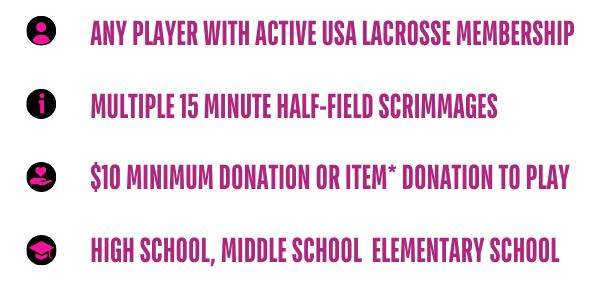 ANY PLAYER WITH ACTIVE USA LACROSSE MEMBERSHIP
MULTIPLE 15 MINUTE HALF-FIELD SCRIMMAGES
$10 MINIMUM DONATION OR ITEM* DONATION TO PLAY
HIGH SCHOOL, MIDDLE SCHOOL  ELEMENTARY SCHOOL